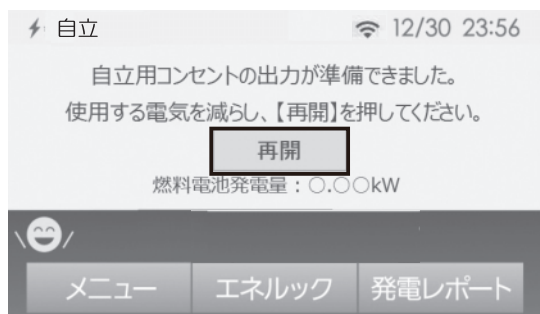 自立 12/30 23:56
自立用コンセントの出力が準備できました。
使用する電気を減らし、【再開】を押してください。
再開
燃料電池発電量：○.○○kW
メニュー エネルック 発電レポート